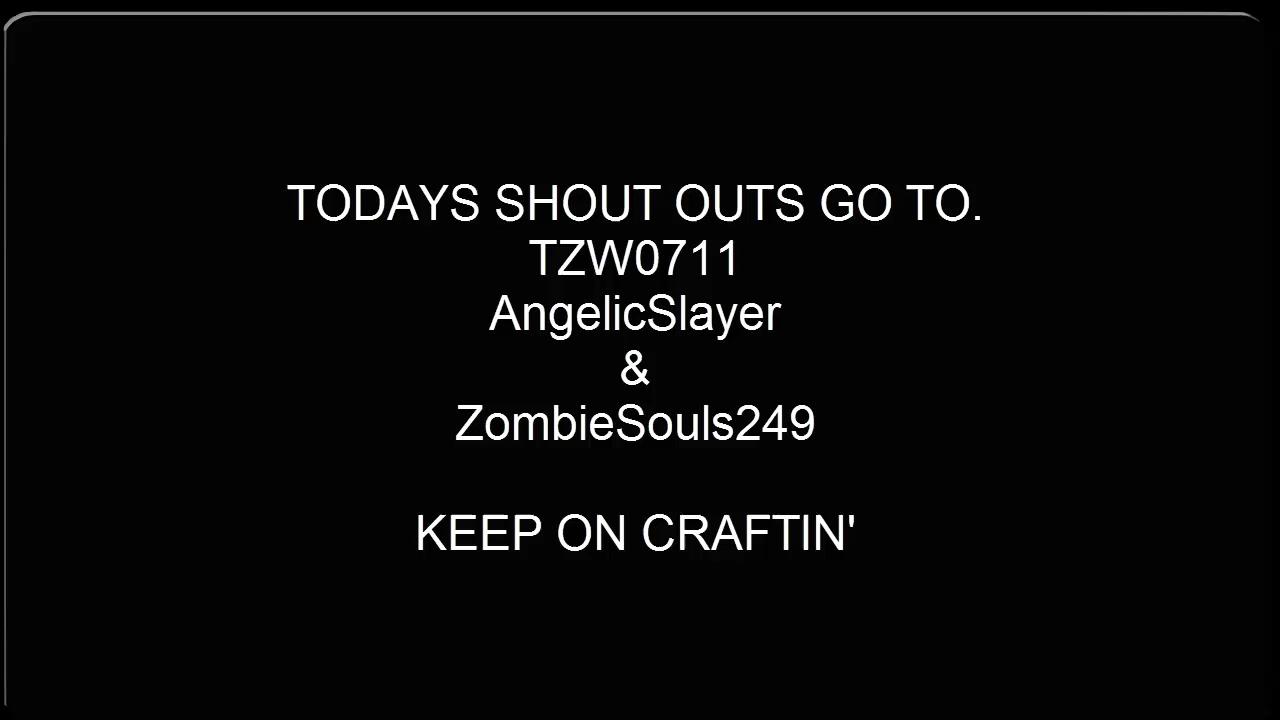 TODAYS SHOUT OUTS GO TO.
TZW0711
AngelicSlayer
&
ZombieSouls249
KEEP ON CRAFTIN'